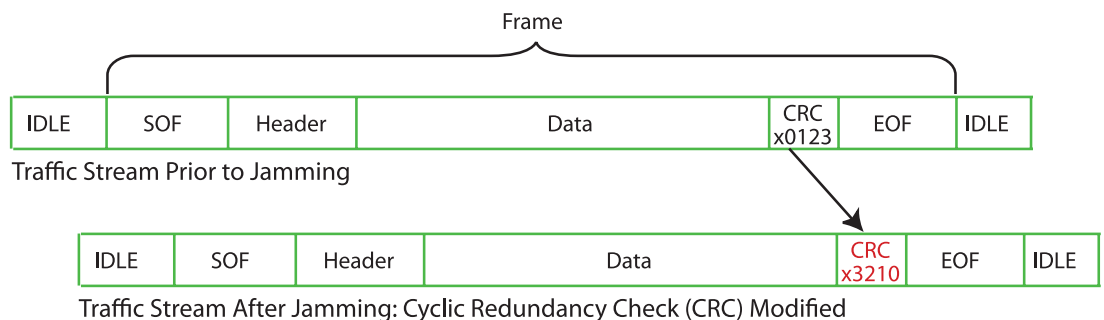 Frame
IDLE SOF Header Data CRC x0123 EOF IDLE
Traffic Stream Prior to Jamming
IDLE SOF Header Data CRC x3210 EOF IDLE
Traffic Stream After Jamming: Cyclic Redundancy Check (CRC) Modified